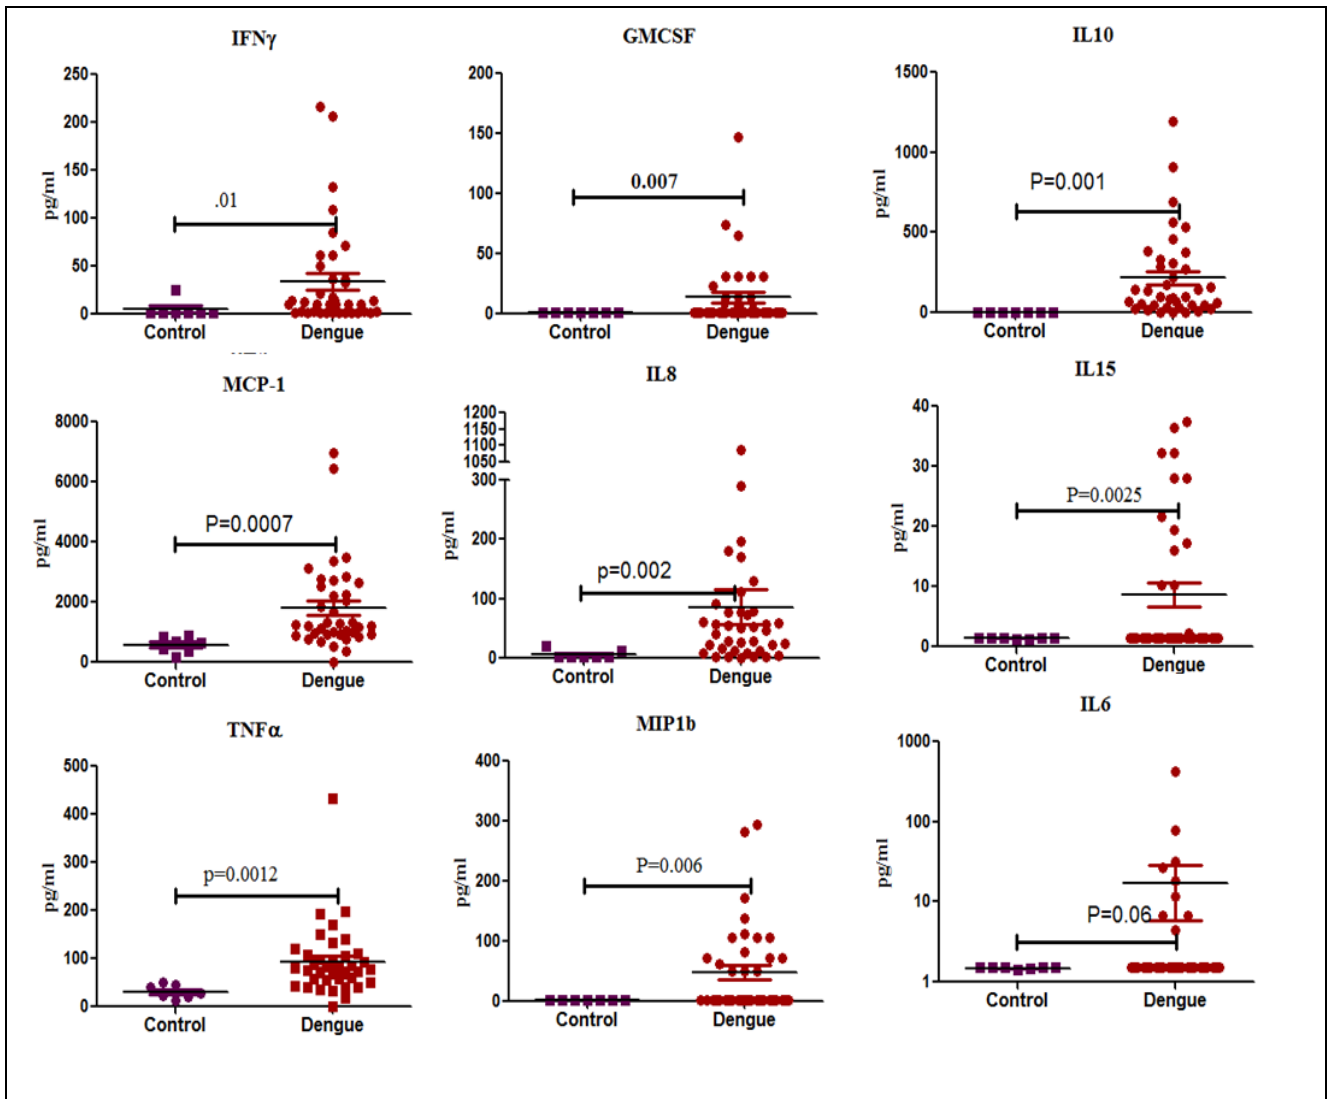 IFNγ
250
200
150
100
50
0
pg/ml
.01
Control
Dengue
GMCSF
200
150
100
50
0
0.007
Control
Dengue
IL10
1500
1000
500
0
pg/ml
P=0.001
Control
Dengue
MCP-1
8000
6000
4000
2000
0
pg/ml
P=0.0007
Control
Dengue
IL8
1200
1150
1100
1050
300
200
100
0
pg/ml
p=0.002
Control
Dengue
IL15
40
30
20
10
0
pg/ml
P=0.0025
Control
Dengue
TNFα
500
400
300
200
100
0
pg/ml
p=0.0012
Control
Dengue
MIP1b
400
300
200
100
0
pg/ml
P=0.006
Control
Dengue
IL6
1000
100
10
1
pg/ml
P=0.06
Control
Dengue